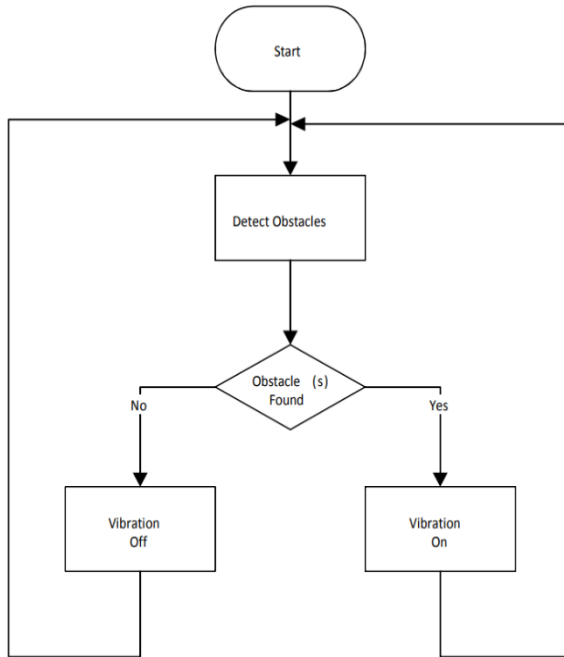 Start
Detect Obstacles
Obstacle (s)
Found
No
Yes
Vibration
Off
Vibration
On